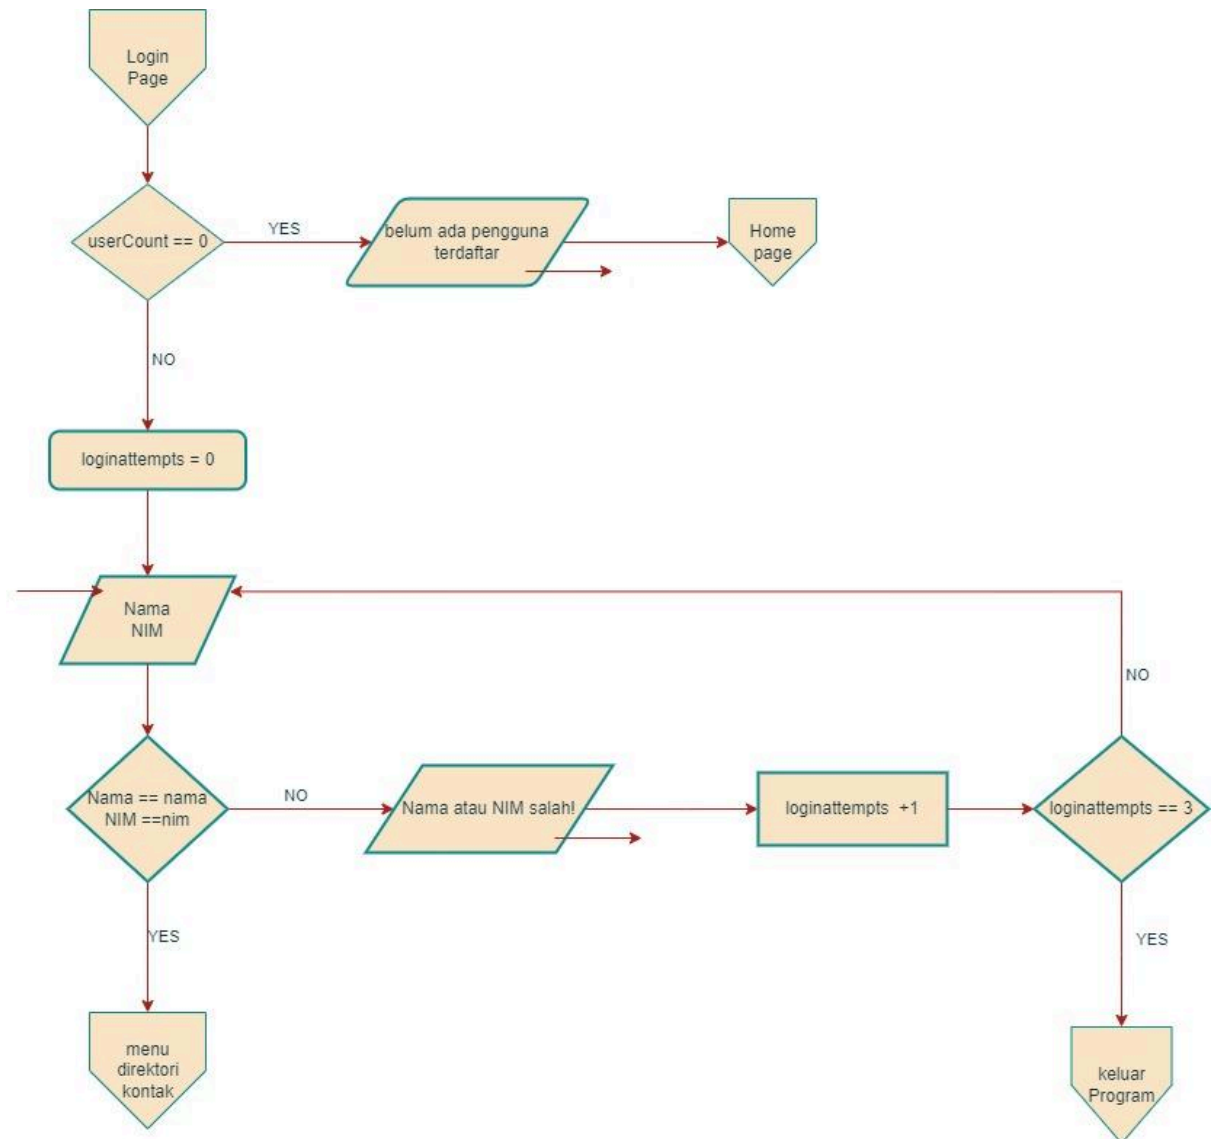 Login
Page
userCount == 0
YES
belum ada pengguna
terdaftar
Home
page
NO
loginattempts = 0
Nama
NIM
NO
Nama == nama
NIM ==nim
NO
Nama atau NIM salah!
loginattempts +1
loginattempts == 3
YES
YES
menu
direktori
kontak
keluar
Program